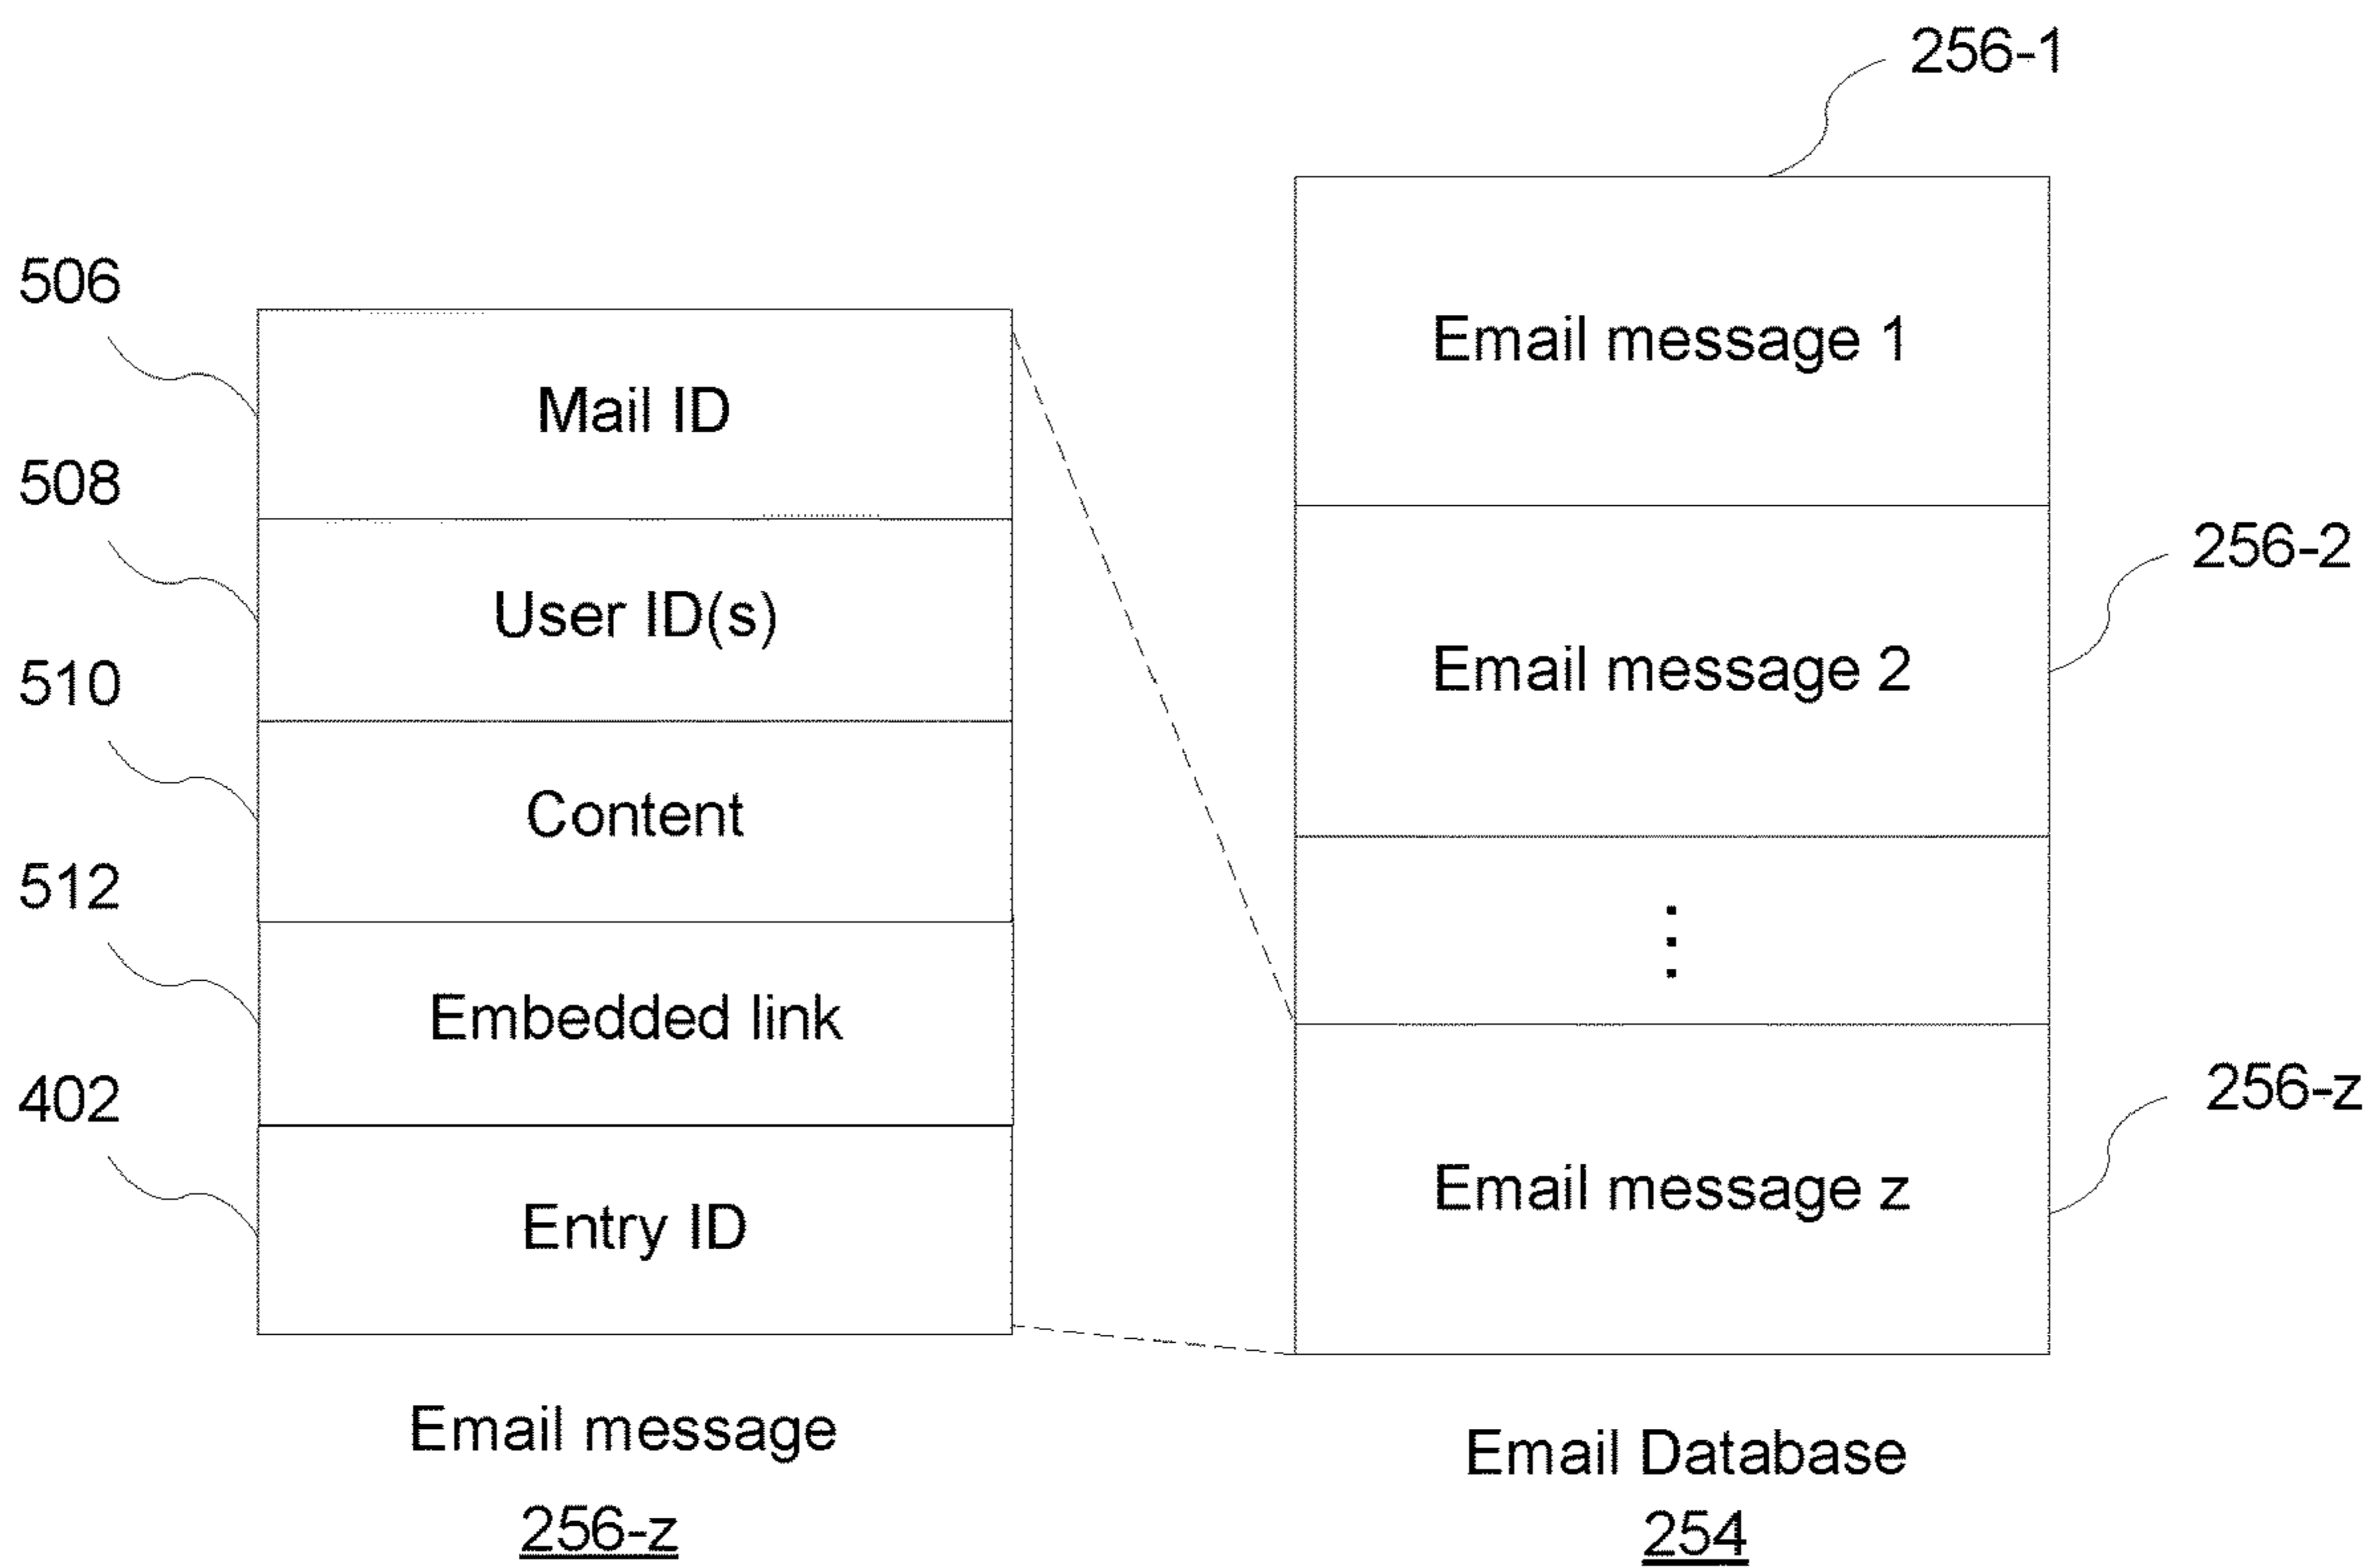 256-1
506
Mail ID
508
User ID(s)
510
Content
512
Embedded link
402
Entry ID
Email message
256-z
Email message 1
256-2
Email message 2
⋮
256-z
Email message z
Email Database
254